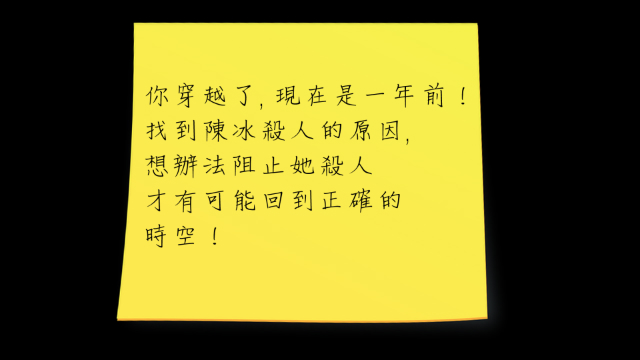 你穿越了, 現在是一年前！
找到陳冰殺人的原因,
想辦法阻止她殺人
才有可能回到正確的
時空！